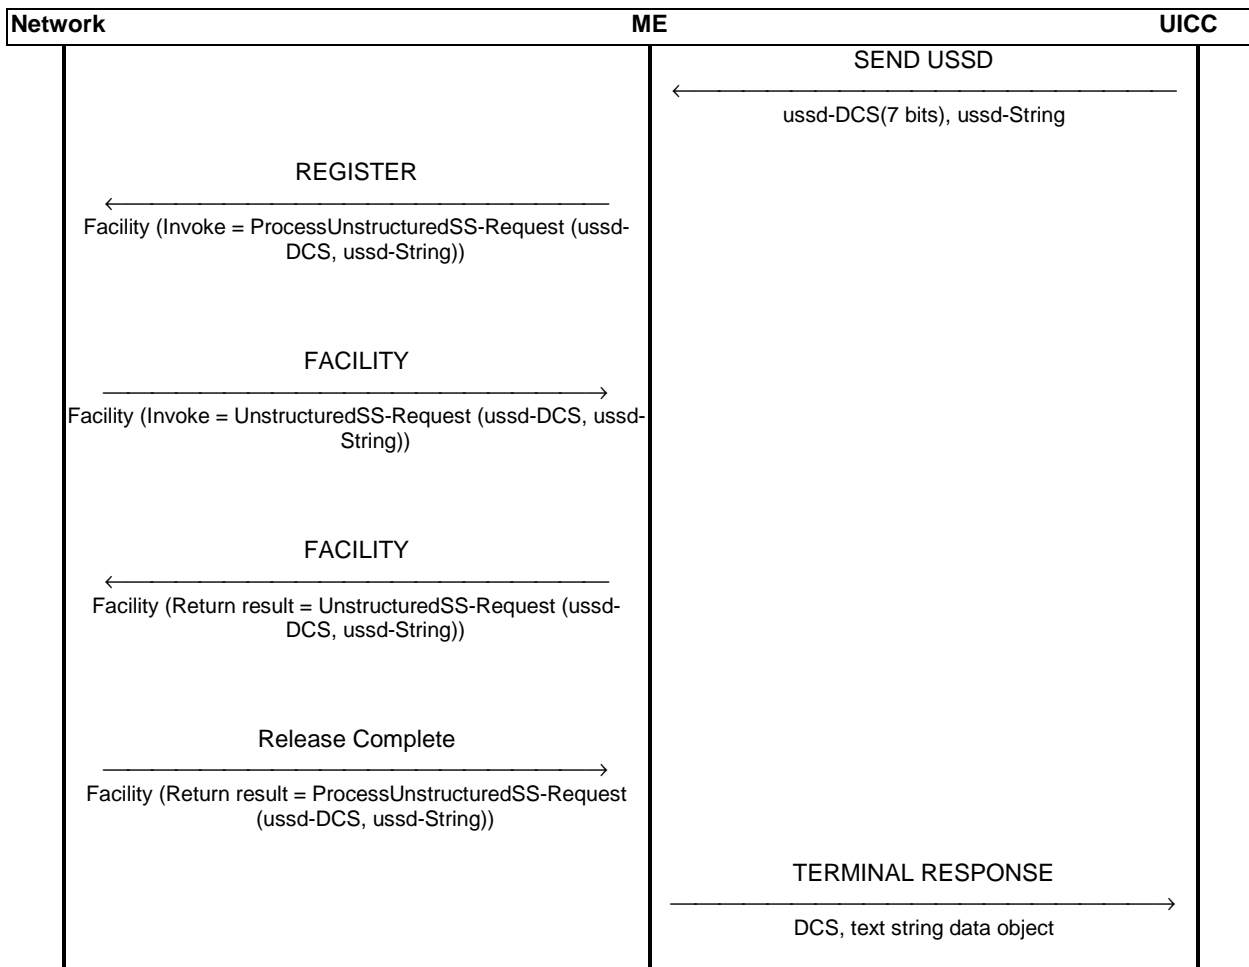 Network ME UICC
SEND USSD
ussd-DCS(7 bits), ussd-String
REGISTER
Facility (Invoke = ProcessUnstructuredSS-Request (ussd-
DCS, ussd-String))
FACILITY
Facility (Invoke = UnstructuredSS-Request (ussd-DCS, ussd-
String))
FACILITY
Facility (Return result = UnstructuredSS-Request (ussd-
DCS, ussd-String))
Release Complete
Facility (Return result = ProcessUnstructuredSS-Request
(ussd-DCS, ussd-String))
TERMINAL RESPONSE
DCS, text string data object